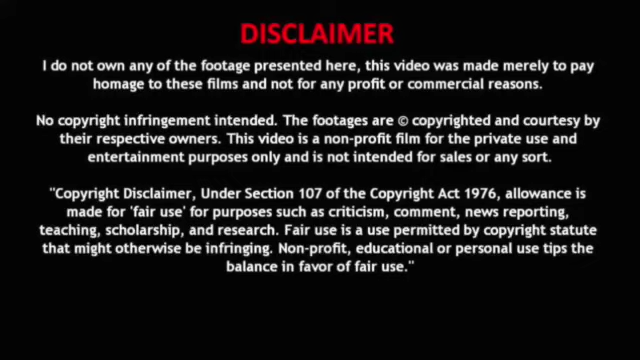 DISCLAIMER
I do not own any of the footage presented here, this video was made merely to pay
homage to these films and not for any profit or commercial reasons.
No copyright infringement intended. The footages are © copyrighted and courtesy by
their respective owners. This video is a non-profit film for the private use and
entertainment purposes only and is not intended for sales or any sort.
"Copyright Disclaimer, Under Section 107 of the Copyright Act 1976, allowance is
made for 'fair use' for purposes such as criticism, comment, news reporting,
teaching, scholarship, and research. Fair use is a use permitted by copyright statute
that might otherwise be infringing. Non-profit, educational or personal use tips the
balance in favor of fair use."